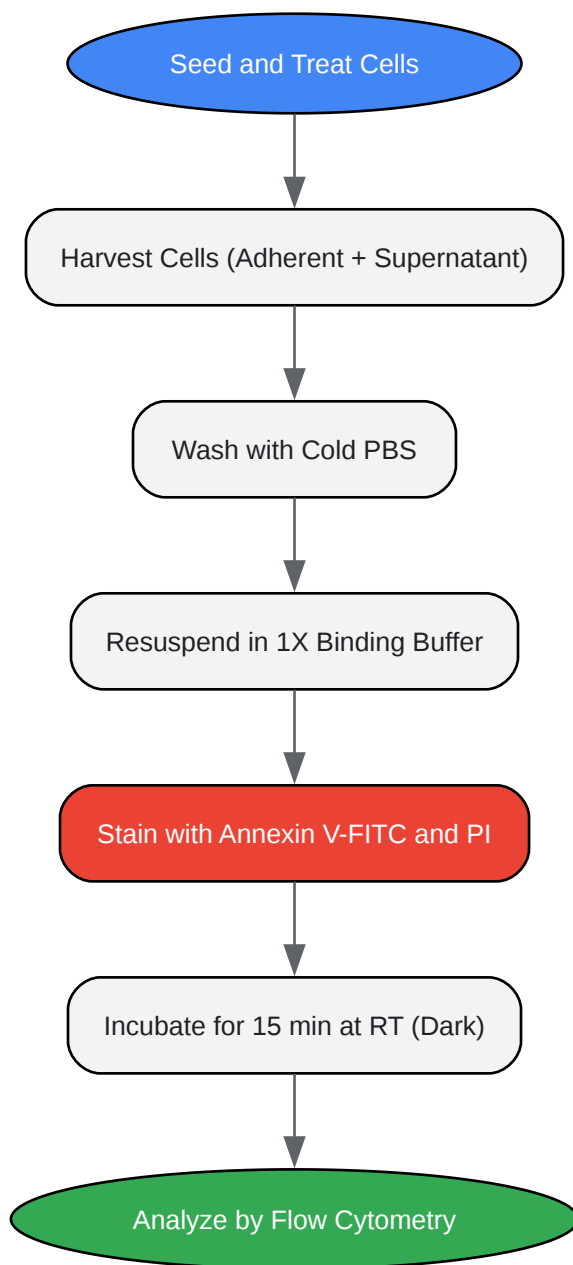 Seed and Treat Cells
Harvest Cells (Adherent + Supernatant)
Wash with Cold PBS
Resuspend in 1X Binding Buffer
Stain with Annexin V-FITC and PI
Incubate for 15 min at RT (Dark)
Analyze by Flow Cytometry